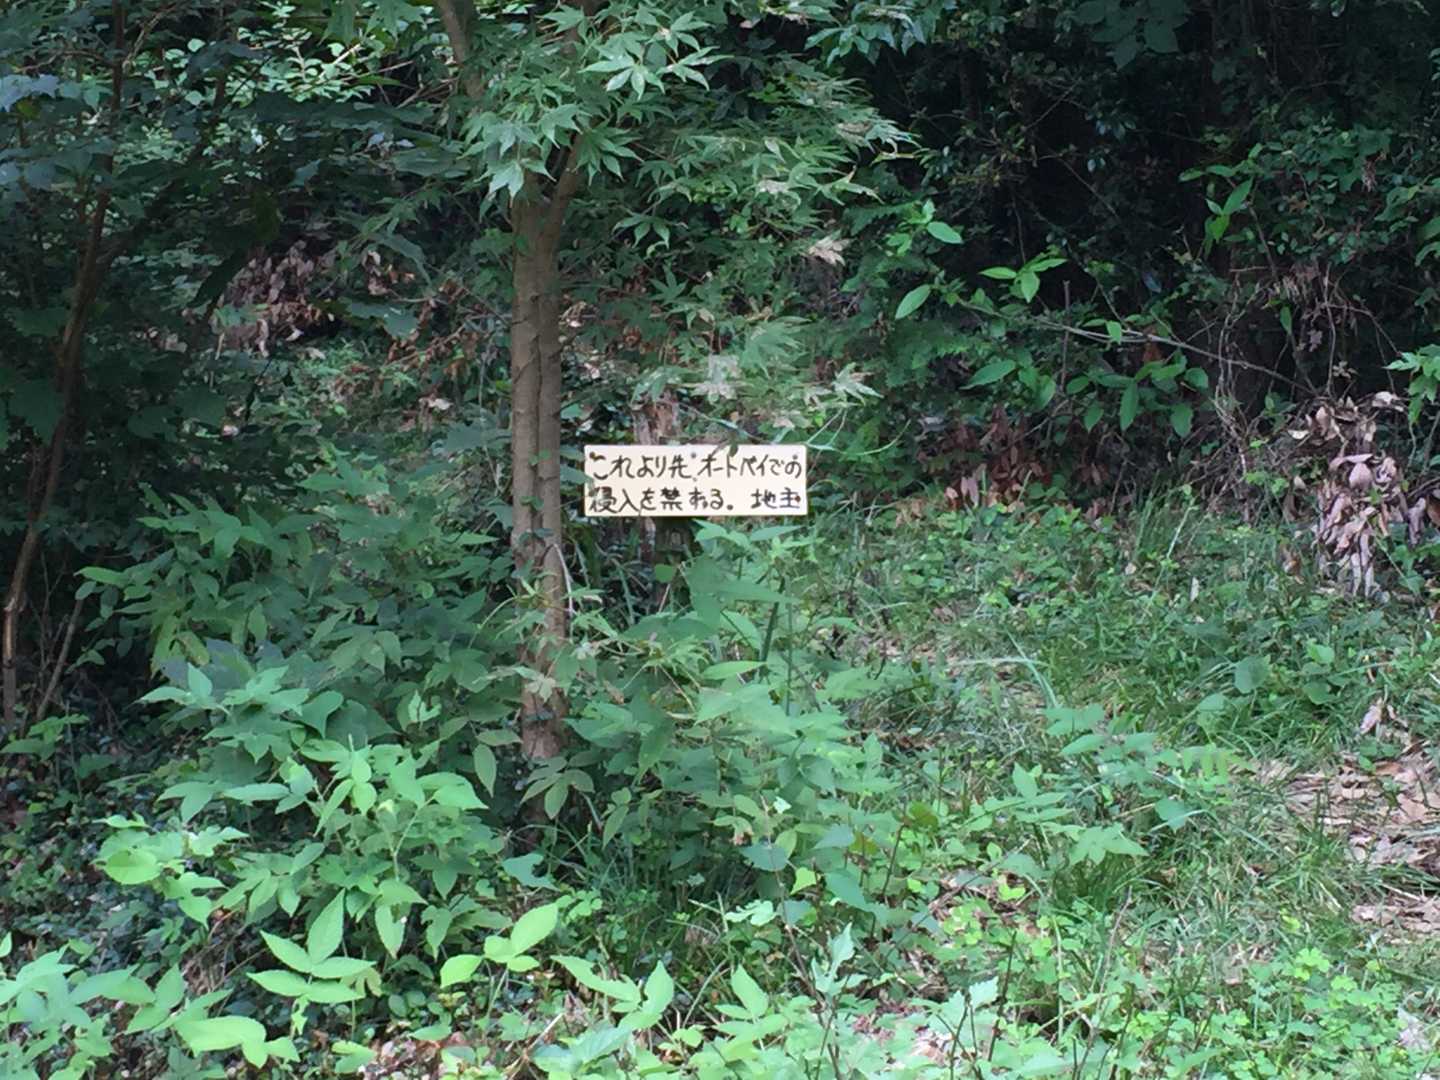 これより先 オートバイでの
侵入を禁ずる。 地主